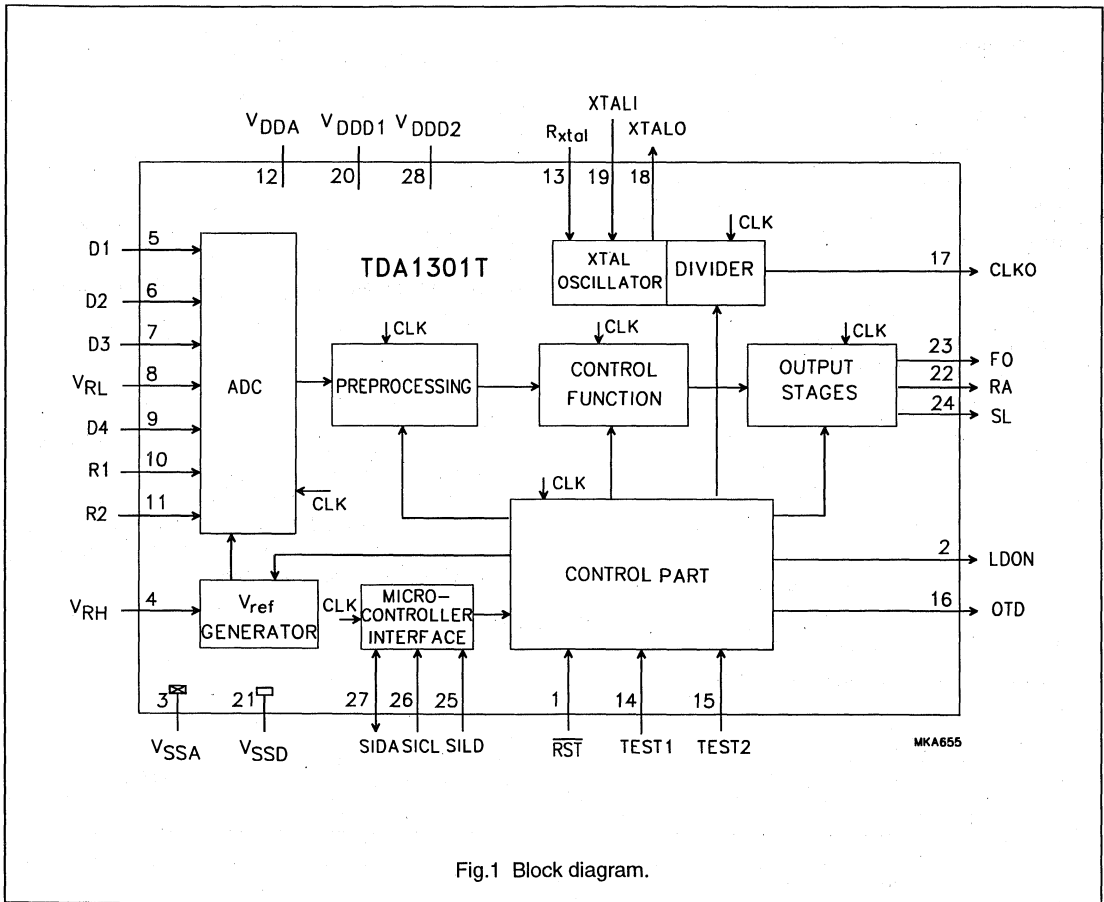 XTALI
VDDA VDDD1 VDDD2
Rxtal XTALO
12 20 28 13 19 18
TDA1301T
CLK
XTAL OSCILLATOR
DIVIDER
17 CLKO
D1 5
D2 6
D3 7
VRL 8
D4 9
R1 10
R2 11
ADC
CLK
CLK
PREPROCESSING
CLK
CONTROL FUNCTION
CLK
OUTPUT STAGES
23 FO
22 RA
24 SL
CLK
CONTROL PART
2 LDON
16 OTD
VRH 4
Vref GENERATOR
CLK
MICRO-
CONTROLLER
INTERFACE
3 21 27 26 25 1 14 15
VSSA VSSD SIDA SICL SILD RST TEST1 TEST2
MKA655
Fig.1 Block diagram.